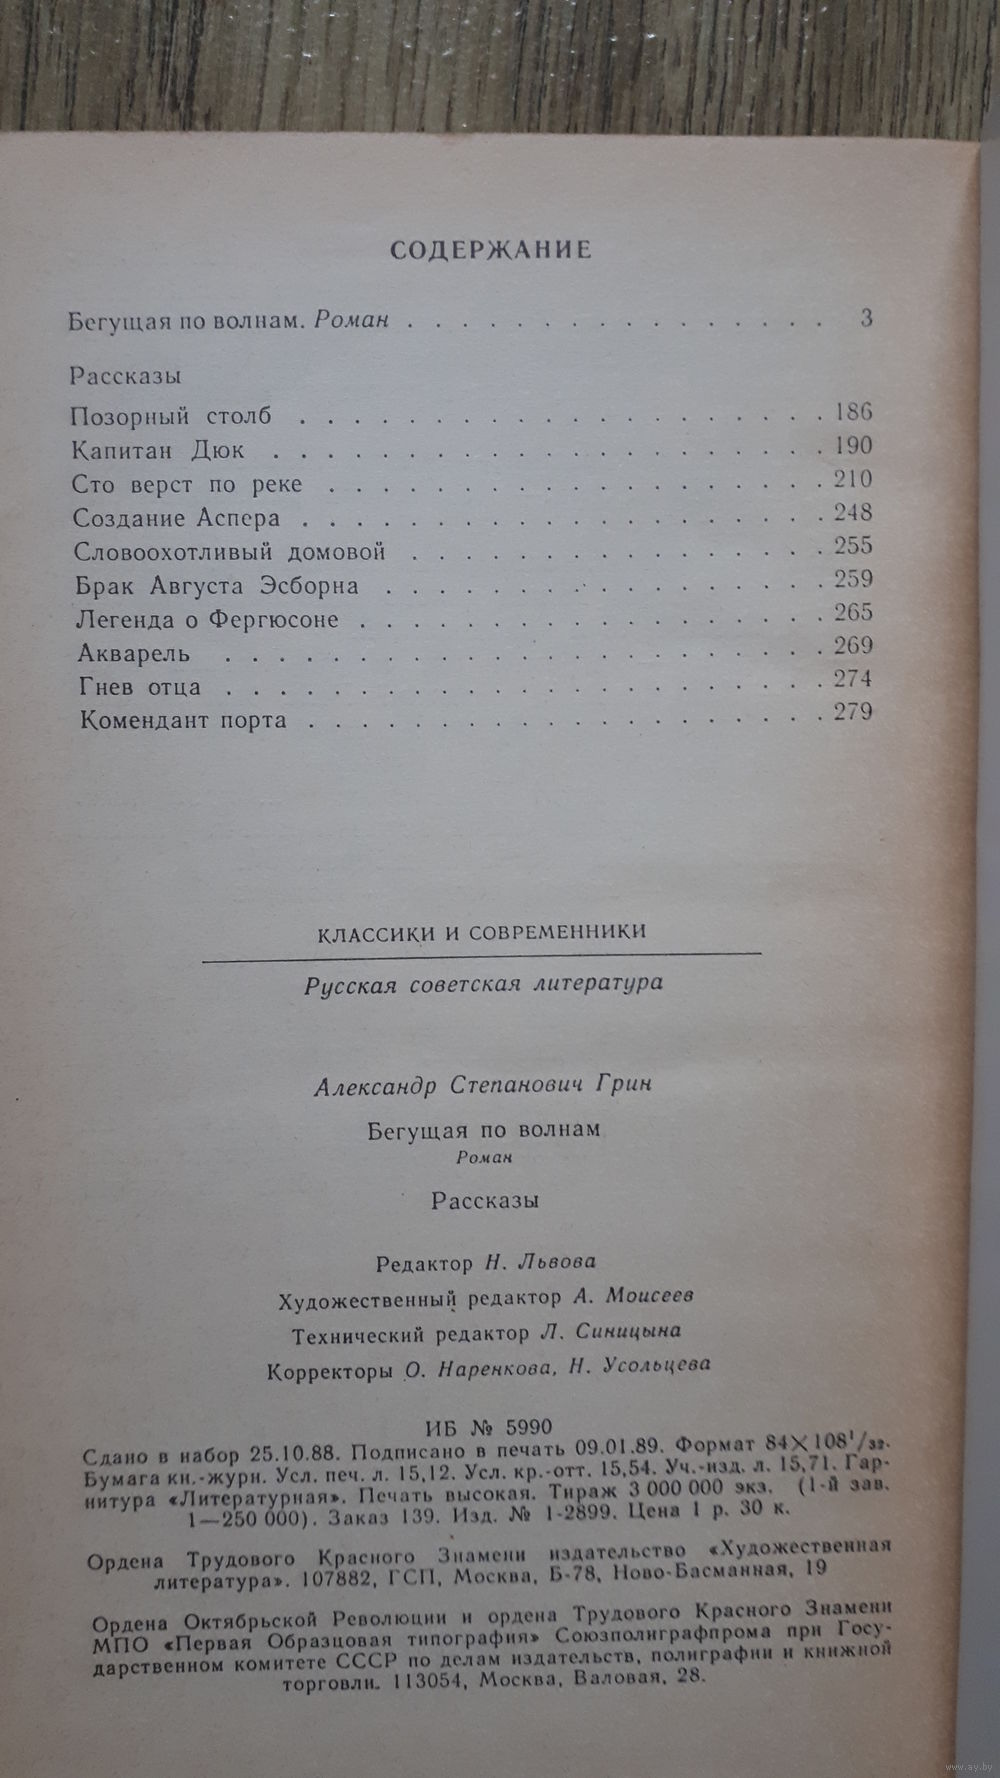 СОДЕРЖАНИЕ
Бегущая по волнам. Роман . . . . . . . . . . . . . . . . 3
Рассказы
Позорный столб . . . . . . . . . . . . . . . . . . . . 186
Капитан Дюк . . . . . . . . . . . . . . . . . . . . . 190
Сто верст по реке . . . . . . . . . . . . . . . . . . . 210
Создание Аспера . . . . . . . . . . . . . . . . . . . . 248
Словоохотливый домовой . . . . . . . . . . . . . . . . 255
Брак Августа Эсборна . . . . . . . . . . . . . . . . . 259
Легенда о Фергюсоне . . . . . . . . . . . . . . . . . . 265
Акварель . . . . . . . . . . . . . . . . . . . . . . . 269
Гнев отца . . . . . . . . . . . . . . . . . . . . . . . 274
Комендант порта . . . . . . . . . . . . . . . . . . . . 279
КЛАССИКИ И СОВРЕМЕННИКИ
Русская советская литература
Александр Степанович Грин
Бегущая по волнам
Роман
Рассказы
Редактор Н. Львова
Художественный редактор А. Моисеев
Технический редактор Л. Синицына
Корректоры О. Наренкова, Н. Усольцева
ИБ № 5990
Сдано в набор 25.10.88. Подписано в печать 09.01.89. Формат 84×108¹/₃₂.
Бумага кн.-журн. Усл. печ. л. 15,12. Усл. кр.-отт. 15,54. Уч.-изд. л. 15,71. Гар-
нитура «Литературная». Печать высокая. Тираж 3 000 000 экз. (1-й зав.
1—250 000). Заказ 139. Изд. № 1-2899. Цена 1 р. 30 к.
Ордена Трудового Красного Знамени издательство «Художественная
литература». 107882, ГСП, Москва, Б-78, Ново-Басманная, 19
Ордена Октябрьской Революции и ордена Трудового Красного Знамени
МПО «Первая Образцовая типография» Союзполиграфпрома при Госу-
дарственном комитете СССР по делам издательств, полиграфии и книжной
торговли. 113054, Москва, Валовая, 28.
www.ay.by